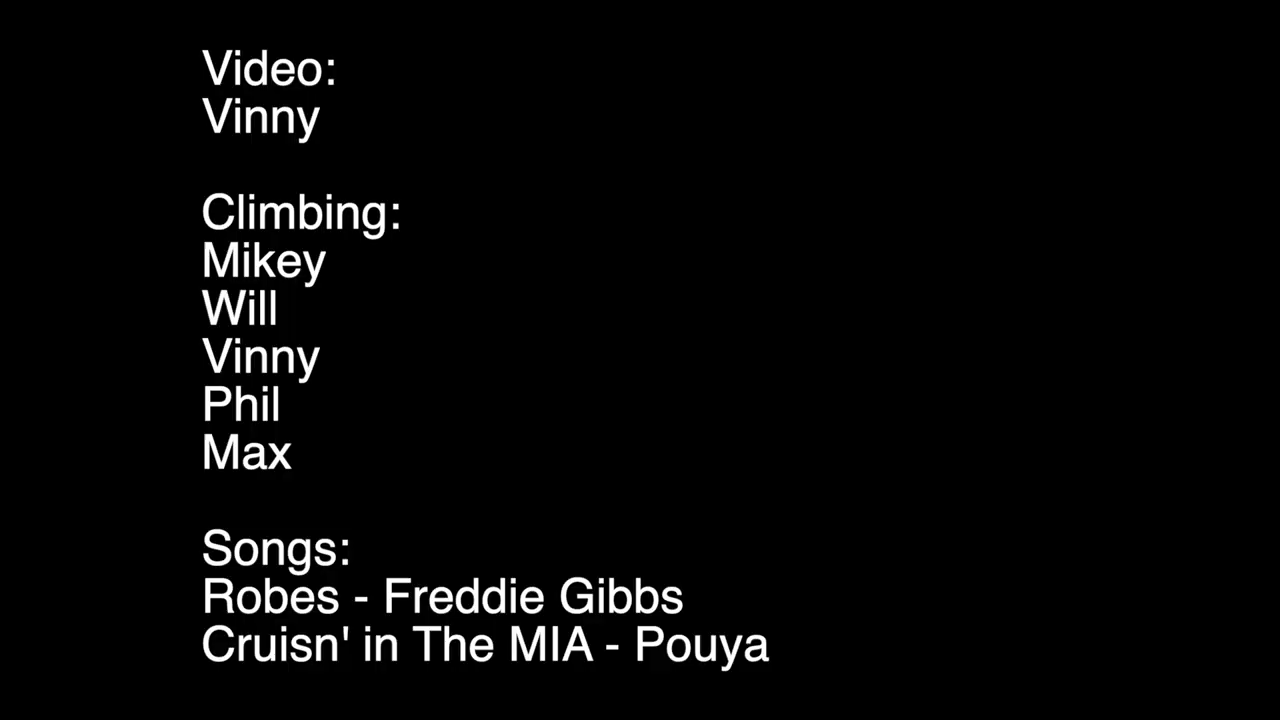 Video:
Vinny
Climbing:
Mikey
Will
Vinny
Phil
Max
Songs:
Robes - Freddie Gibbs
Cruisn' in The MIA - Pouya